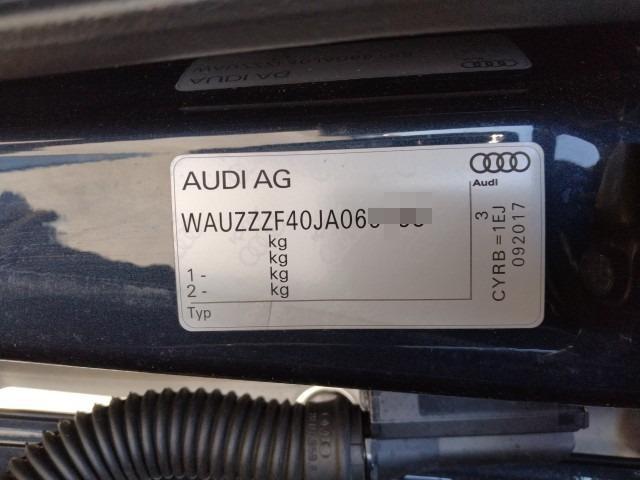 AUDI AG
Audi
WAUZZZF40JA06
kg
kg
1 - kg
2 - kg
Typ
3
CYRB = 1EJ
092017